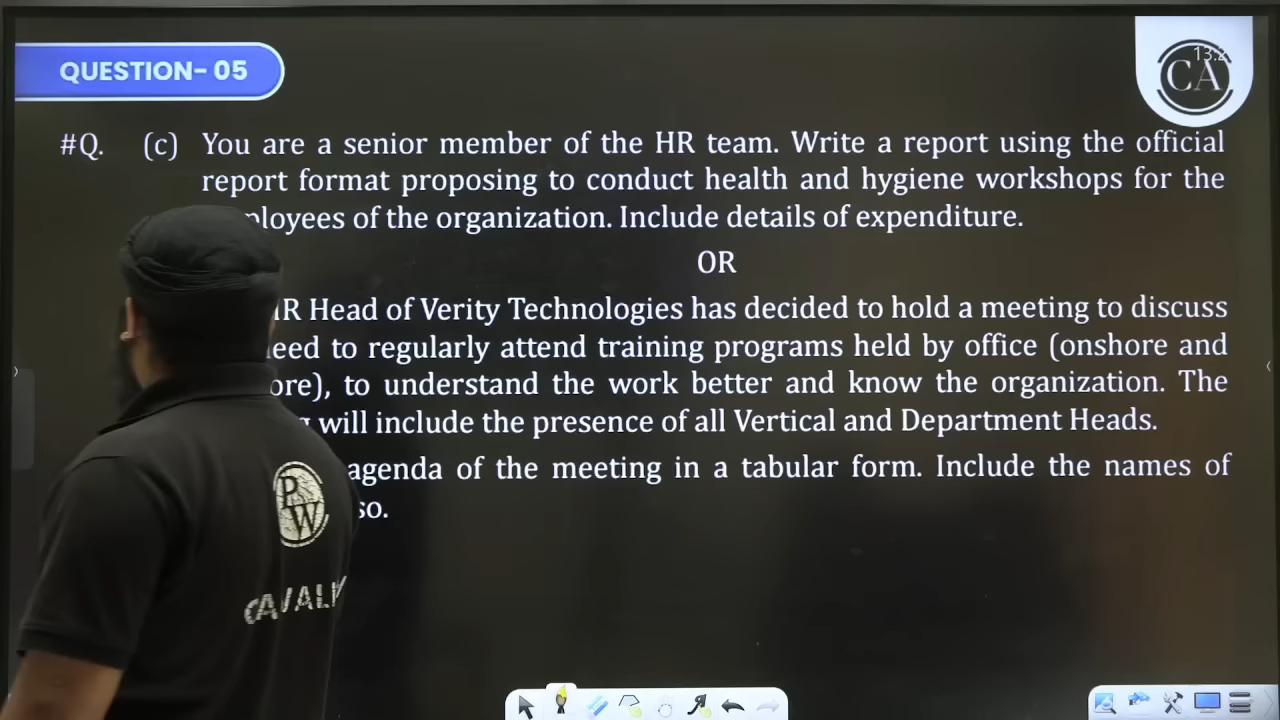 QUESTION- 05
13:2
CA
#Q. (c) You are a senior member of the HR team. Write a report using the official
report format proposing to conduct health and hygiene workshops for the
ployees of the organization. Include details of expenditure.
OR
HR Head of Verity Technologies has decided to hold a meeting to discuss
eed to regularly attend training programs held by office (onshore and
ore), to understand the work better and know the organization. The
will include the presence of all Vertical and Department Heads.
agenda of the meeting in a tabular form. Include the names of
so.
PW